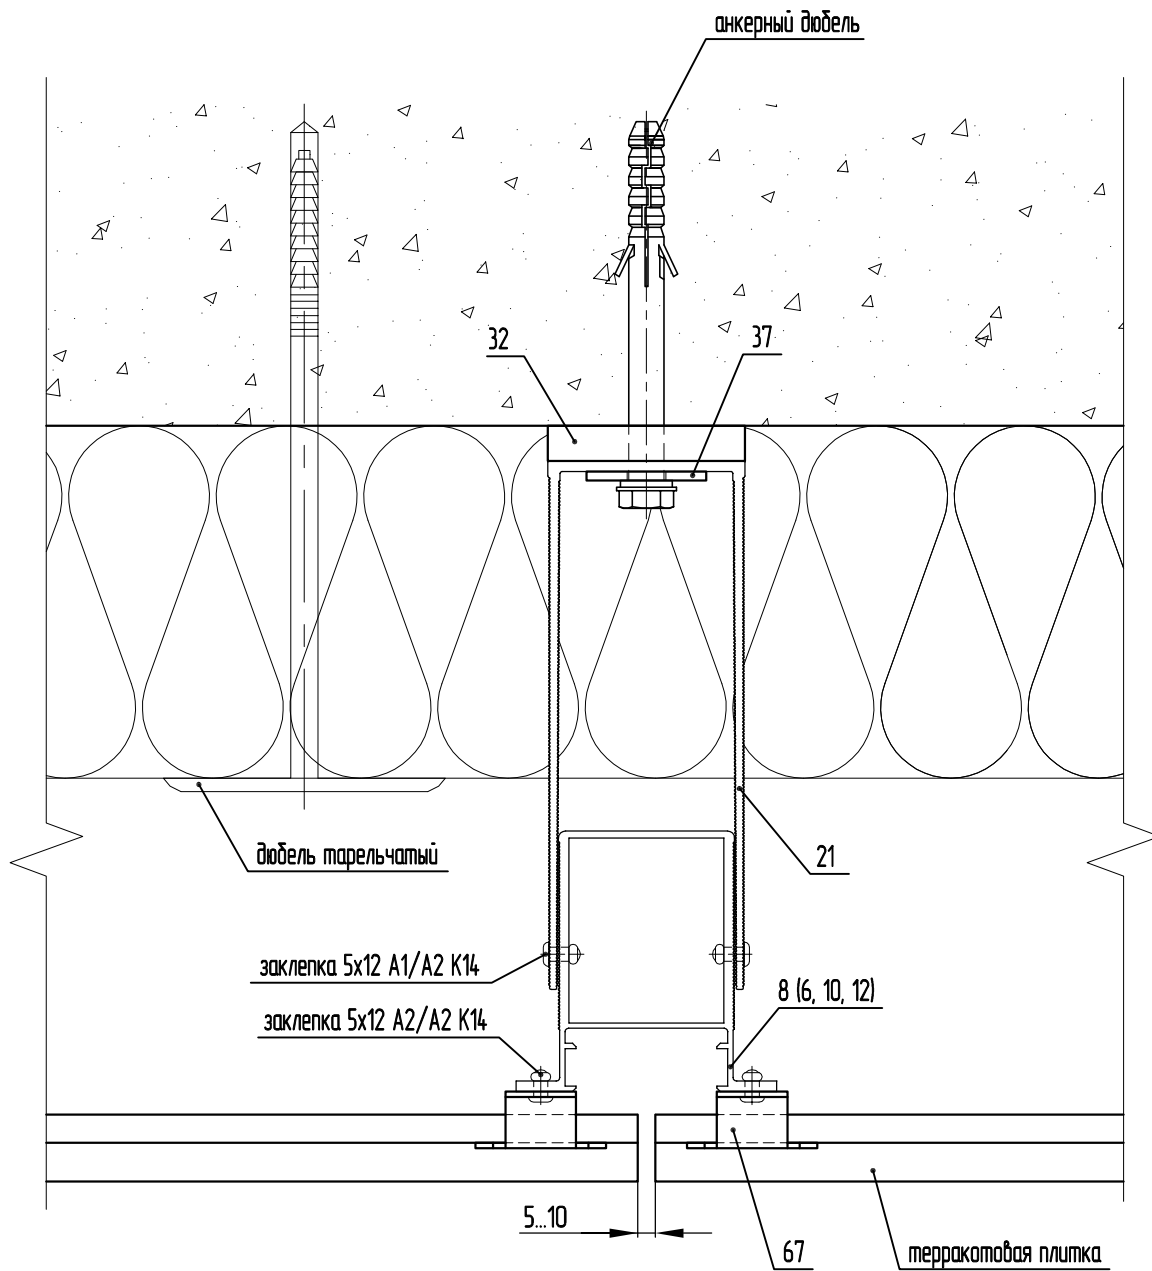 анкерный дюбель
32
37
дюбель тарельчатый
21
заклепка 5х12 А1/А2 К14
8 (6, 10, 12)
заклепка 5х12 А2/А2 К14
5...10
67
терракотовая плитка